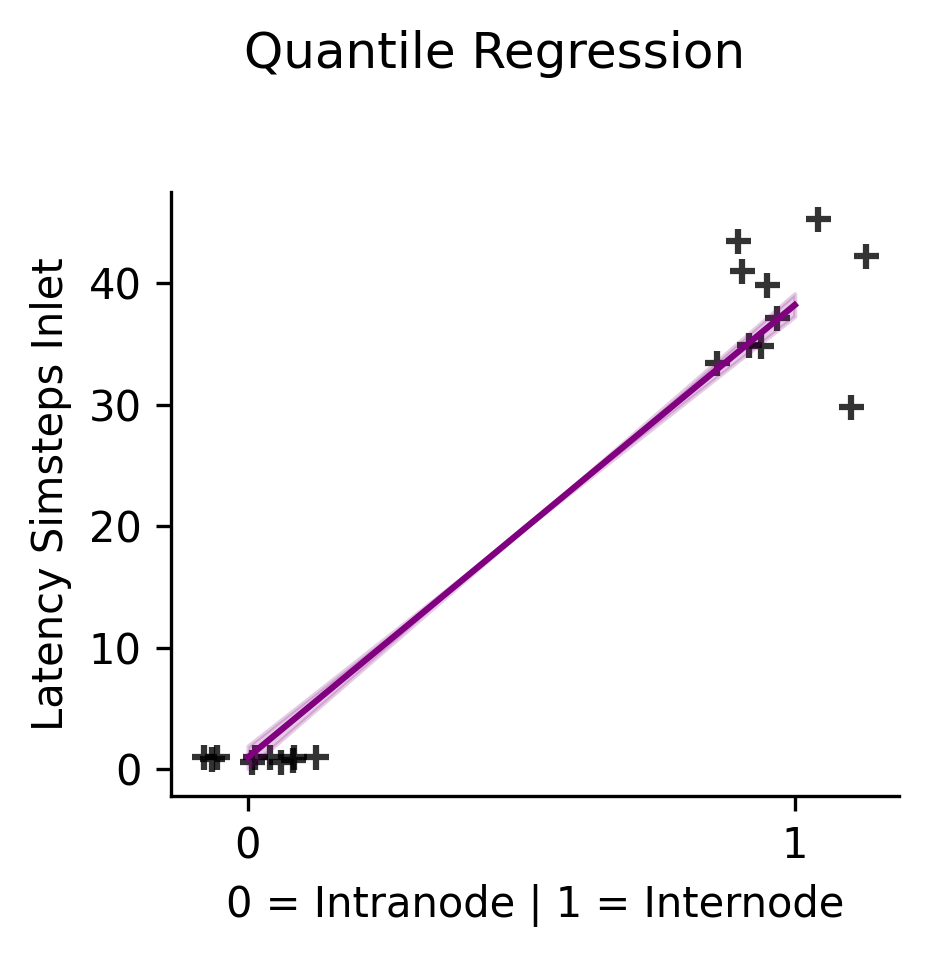 Quantile Regression
Latency Simsteps Inlet
40
30
20
10
0
0 1
0 = Intranode | 1 = Internode